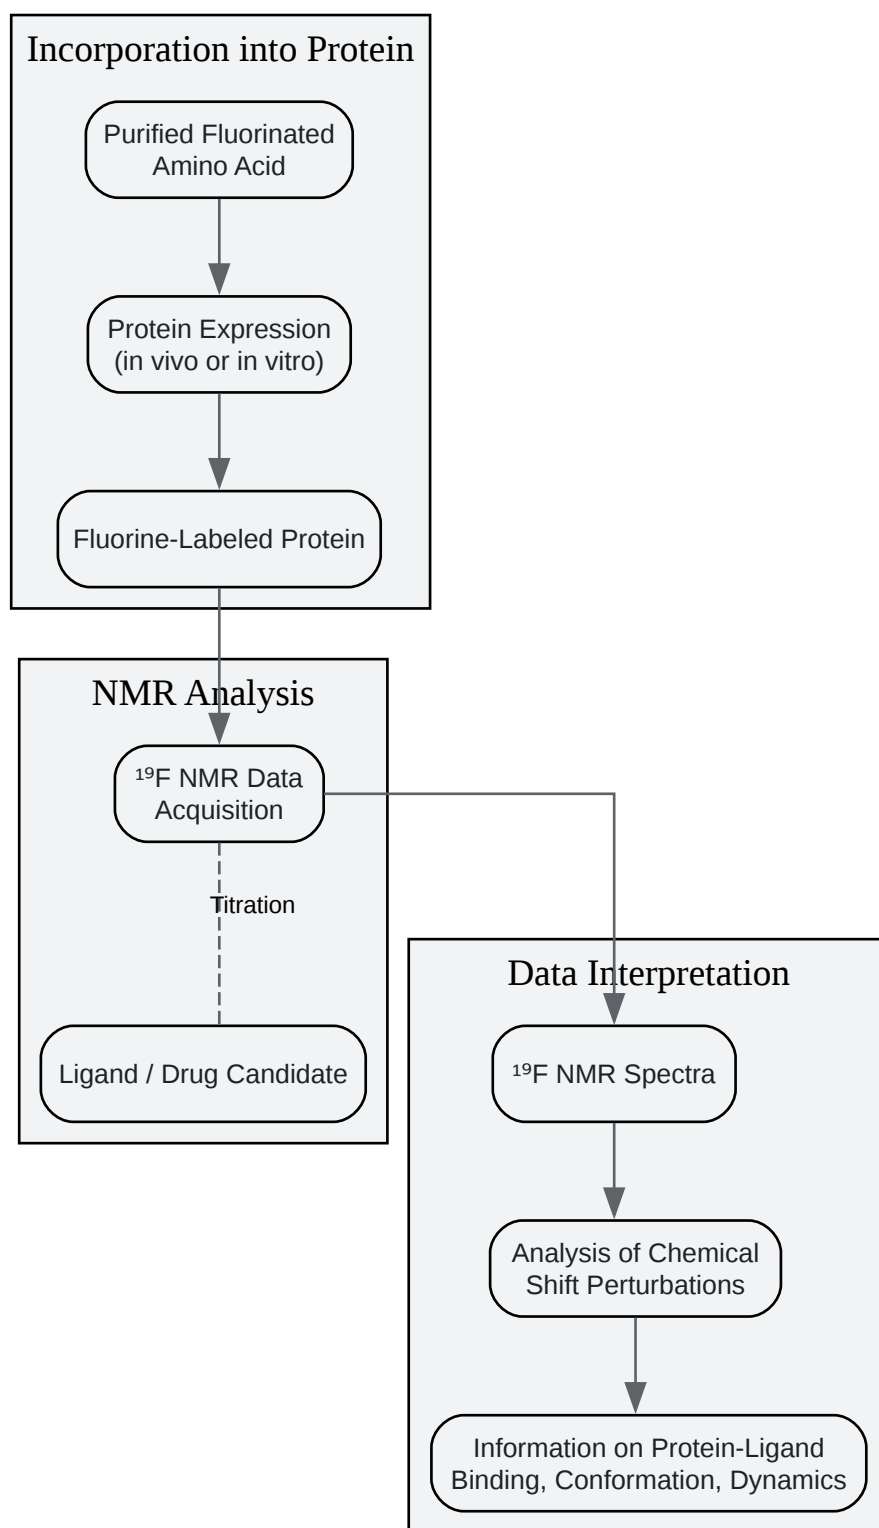 Incorporation into Protein
Purified Fluorinated
Amino Acid
Protein Expression
(in vivo or in vitro)
Fluorine-Labeled Protein
NMR Analysis
¹⁹F NMR Data
Acquisition
Titration
Ligand / Drug Candidate
Data Interpretation
¹⁹F NMR Spectra
Analysis of Chemical
Shift Perturbations
Information on Protein-Ligand
Binding, Conformation, Dynamics